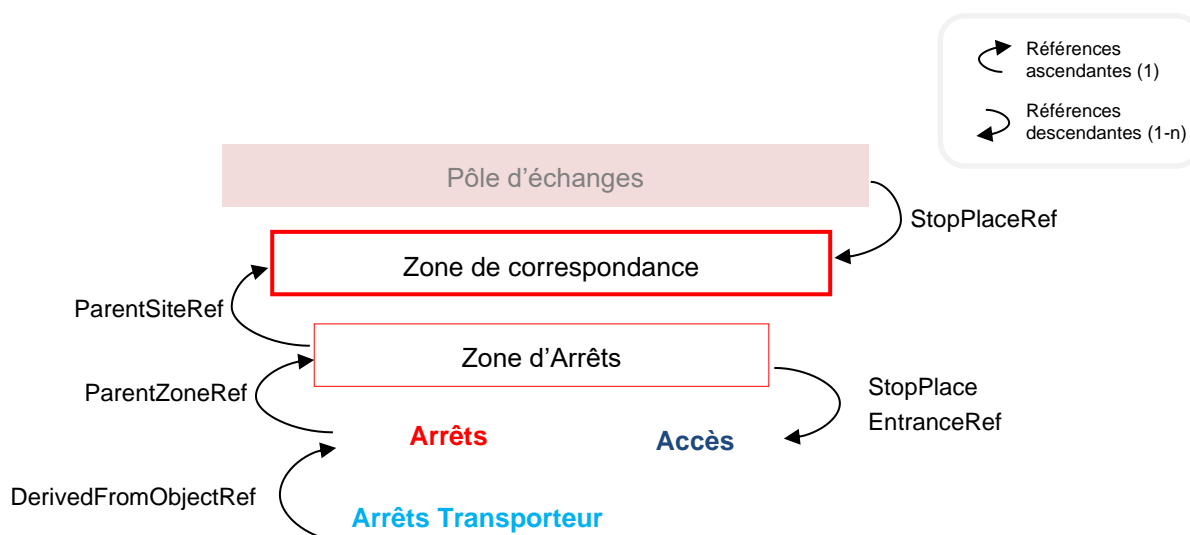 Références
ascendantes (1)
Références
descendantes (1-n)
Pôle d'échanges
StopPlaceRef
Zone de correspondance
ParentSiteRef
Zone d'Arrêts
ParentZoneRef
StopPlace
EntranceRef
Arrêts
Accès
DerivedFromObjectRef
Arrêts Transporteur